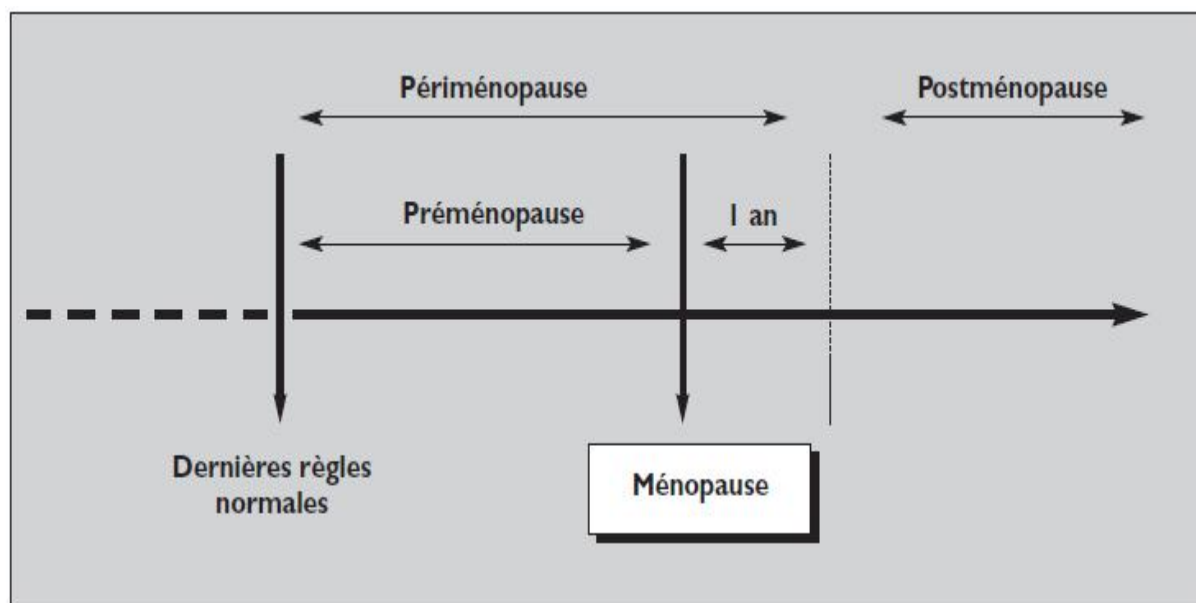 Périménopause
Postménopause
Préménopause
1 an
Dernières règles
normales
Ménopause